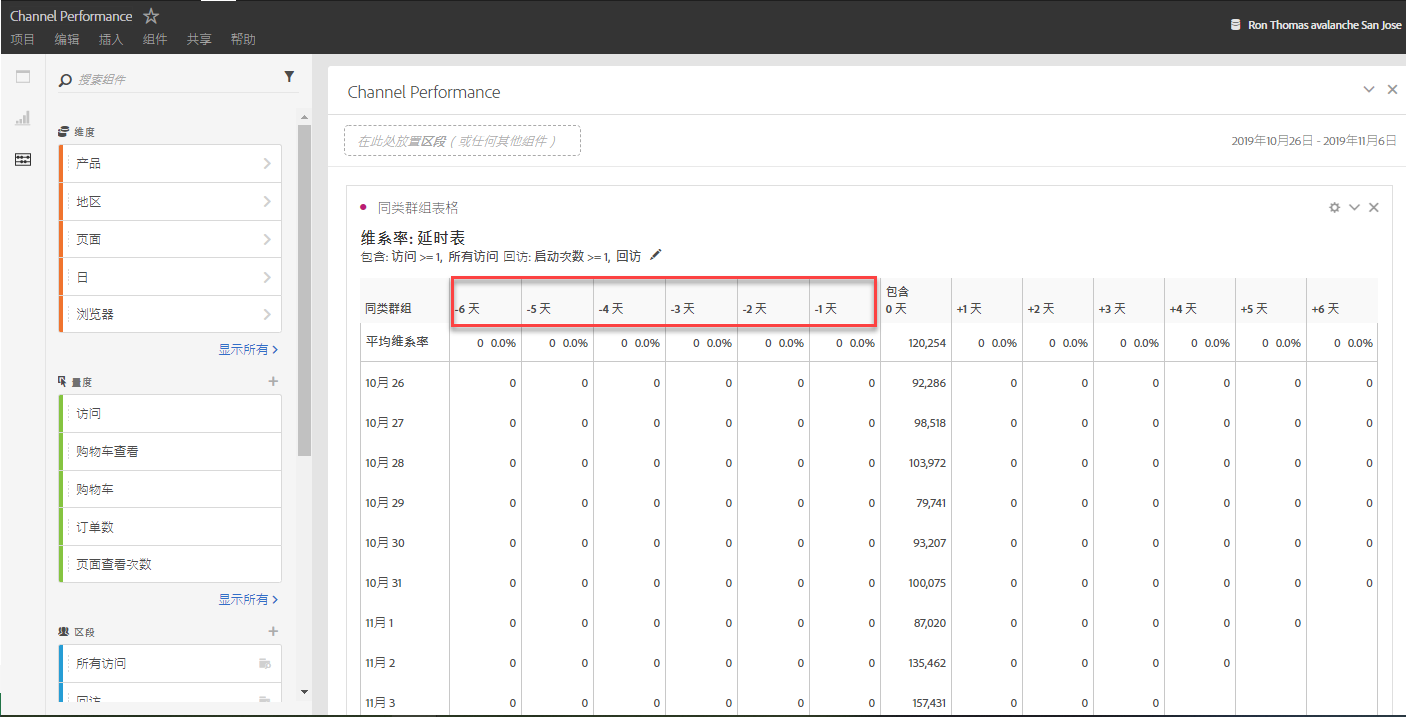 Channel Performance
项目 编辑 插入 组件 共享 帮助
Ron Thomas avalanche San Jose
搜索组件
维度
产品
地区
页面
日
浏览器
显示所有
量度
访问
购物车查看
购物车
订单数
页面查看次数
显示所有
区段
所有访问
回访
Channel Performance
在此处放置区段（或任何其他组件）
2019年10月26日 - 2019年11月6日
同类群组表格
维系率: 延时表
包含: 访问 >= 1, 所有访问 回访: 启动次数 >= 1, 回访
同类群组 -6 天 -5 天 -4 天 -3 天 -2 天 -1 天 包含 0 天 +1 天 +2 天 +3 天 +4 天 +5 天 +6 天
平均维系率 0 0.0% 0 0.0% 0 0.0% 0 0.0% 0 0.0% 0 0.0% 120,254 0 0.0% 0 0.0% 0 0.0% 0 0.0% 0 0.0% 0 0.0%
10月 26 0 0 0 0 0 0 92,286 0 0 0 0 0 0
10月 27 0 0 0 0 0 0 98,518 0 0 0 0 0 0
10月 28 0 0 0 0 0 0 103,972 0 0 0 0 0 0
10月 29 0 0 0 0 0 0 79,741 0 0 0 0 0 0
10月 30 0 0 0 0 0 0 93,207 0 0 0 0 0 0
10月 31 0 0 0 0 0 0 100,075 0 0 0 0 0 0
11月 1 0 0 0 0 0 0 87,020 0 0 0 0 0
11月 2 0 0 0 0 0 0 135,462 0 0 0 0
11月 3 0 0 0 0 0 0 157,431 0 0 0